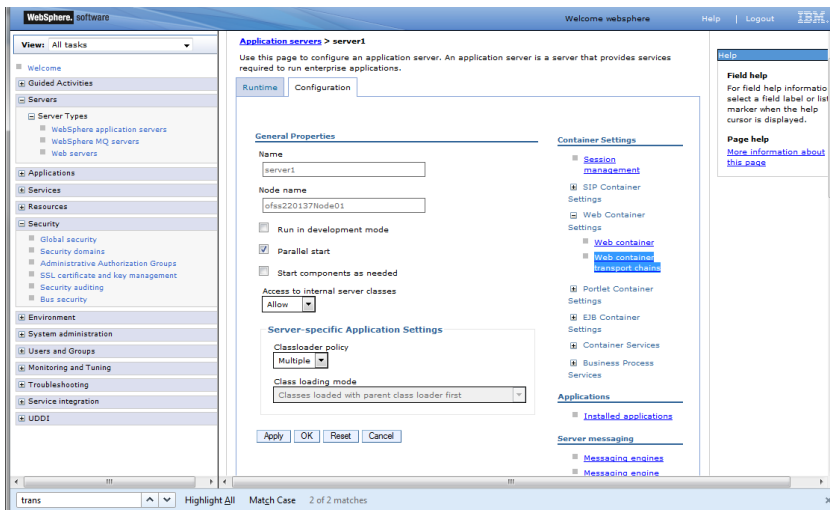 WebSphere. software
Welcome websphere
Help | Logout
IBM.
View: All tasks
Welcome
Guided Activities
Servers
Server Types
WebSphere application servers
WebSphere MQ servers
Web servers
Applications
Services
Resources
Security
Global security
Security domains
Administrative Authorization Groups
SSL certificate and key management
Security auditing
Bus security
Environment
System administration
Users and Groups
Monitoring and Tuning
Troubleshooting
Service integration
UDDI
Application servers > server1
Use this page to configure an application server. An application server is a server that provides services
required to run enterprise applications.
Runtime
Configuration
General Properties
Name
server1
Node name
ofss220137Node01
Run in development mode
Parallel start
Start components as needed
Access to internal server classes
Allow
Server-specific Application Settings
Classloader policy
Multiple
Class loading mode
Classes loaded with parent class loader first
Apply
OK
Reset
Cancel
Container Settings
Session
management
SIP Container
Settings
Web Container
Settings
Web container
Web container
transport chains
Portlet Container
Settings
EJB Container
Settings
Container Services
Business Process
Services
Applications
Installed applications
Server messaging
Messaging engines
Messaging engine
Help
Field help
For field help informatio
select a field label or list
marker when the help
cursor is displayed.
Page help
More information about
this page
trans
Highlight All
Match Case
2 of 2 matches